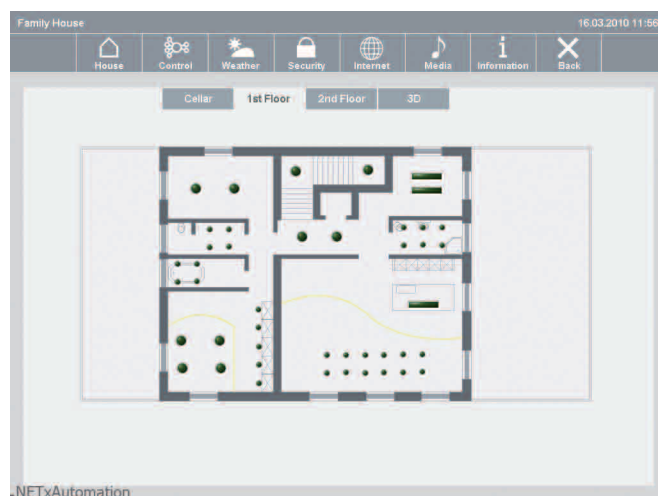 Family House
16.03.2010 11:56
House
Control
Weather
Security
Internet
Media
Information
Back
Cellar
1st Floor
2nd Floor
3D
NETxAutomation